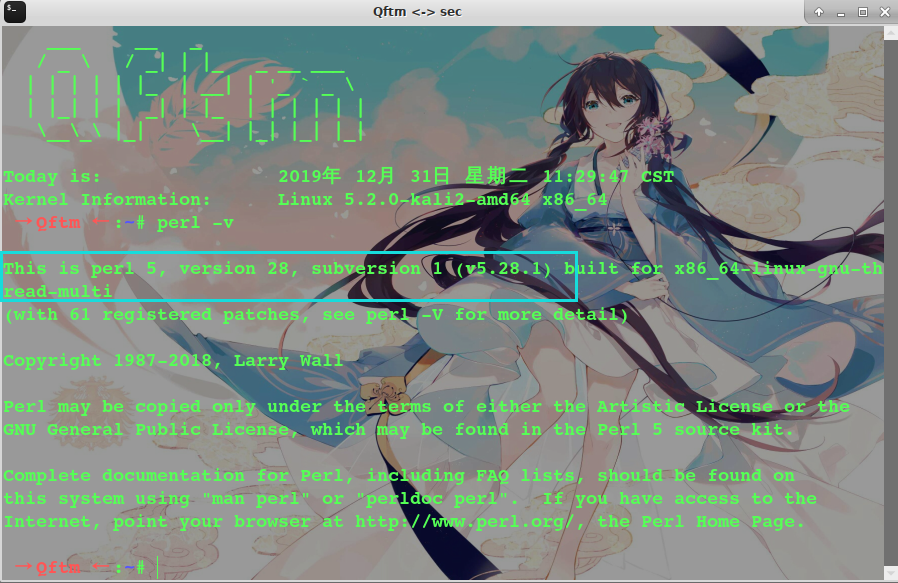 Qftm <-> sec
Qftm
Today is: 2019年 12月 31日 星期二 11:29:47 CST
Kernel Information: Linux 5.2.0-kali2-amd64 x86_64
→Qftm ←:~# perl -v
This is perl 5, version 28, subversion 1 (v5.28.1) built for x86_64-linux-gnu-th
read-multi
(with 61 registered patches, see perl -V for more detail)
Copyright 1987-2018, Larry Wall
Perl may be copied only under the terms of either the Artistic License or the
GNU General Public License, which may be found in the Perl 5 source kit.
Complete documentation for Perl, including FAQ lists, should be found on
this system using "man perl" or "perldoc perl".  If you have access to the
Internet, point your browser at http://www.perl.org/, the Perl Home Page.
→Qftm ←:~#